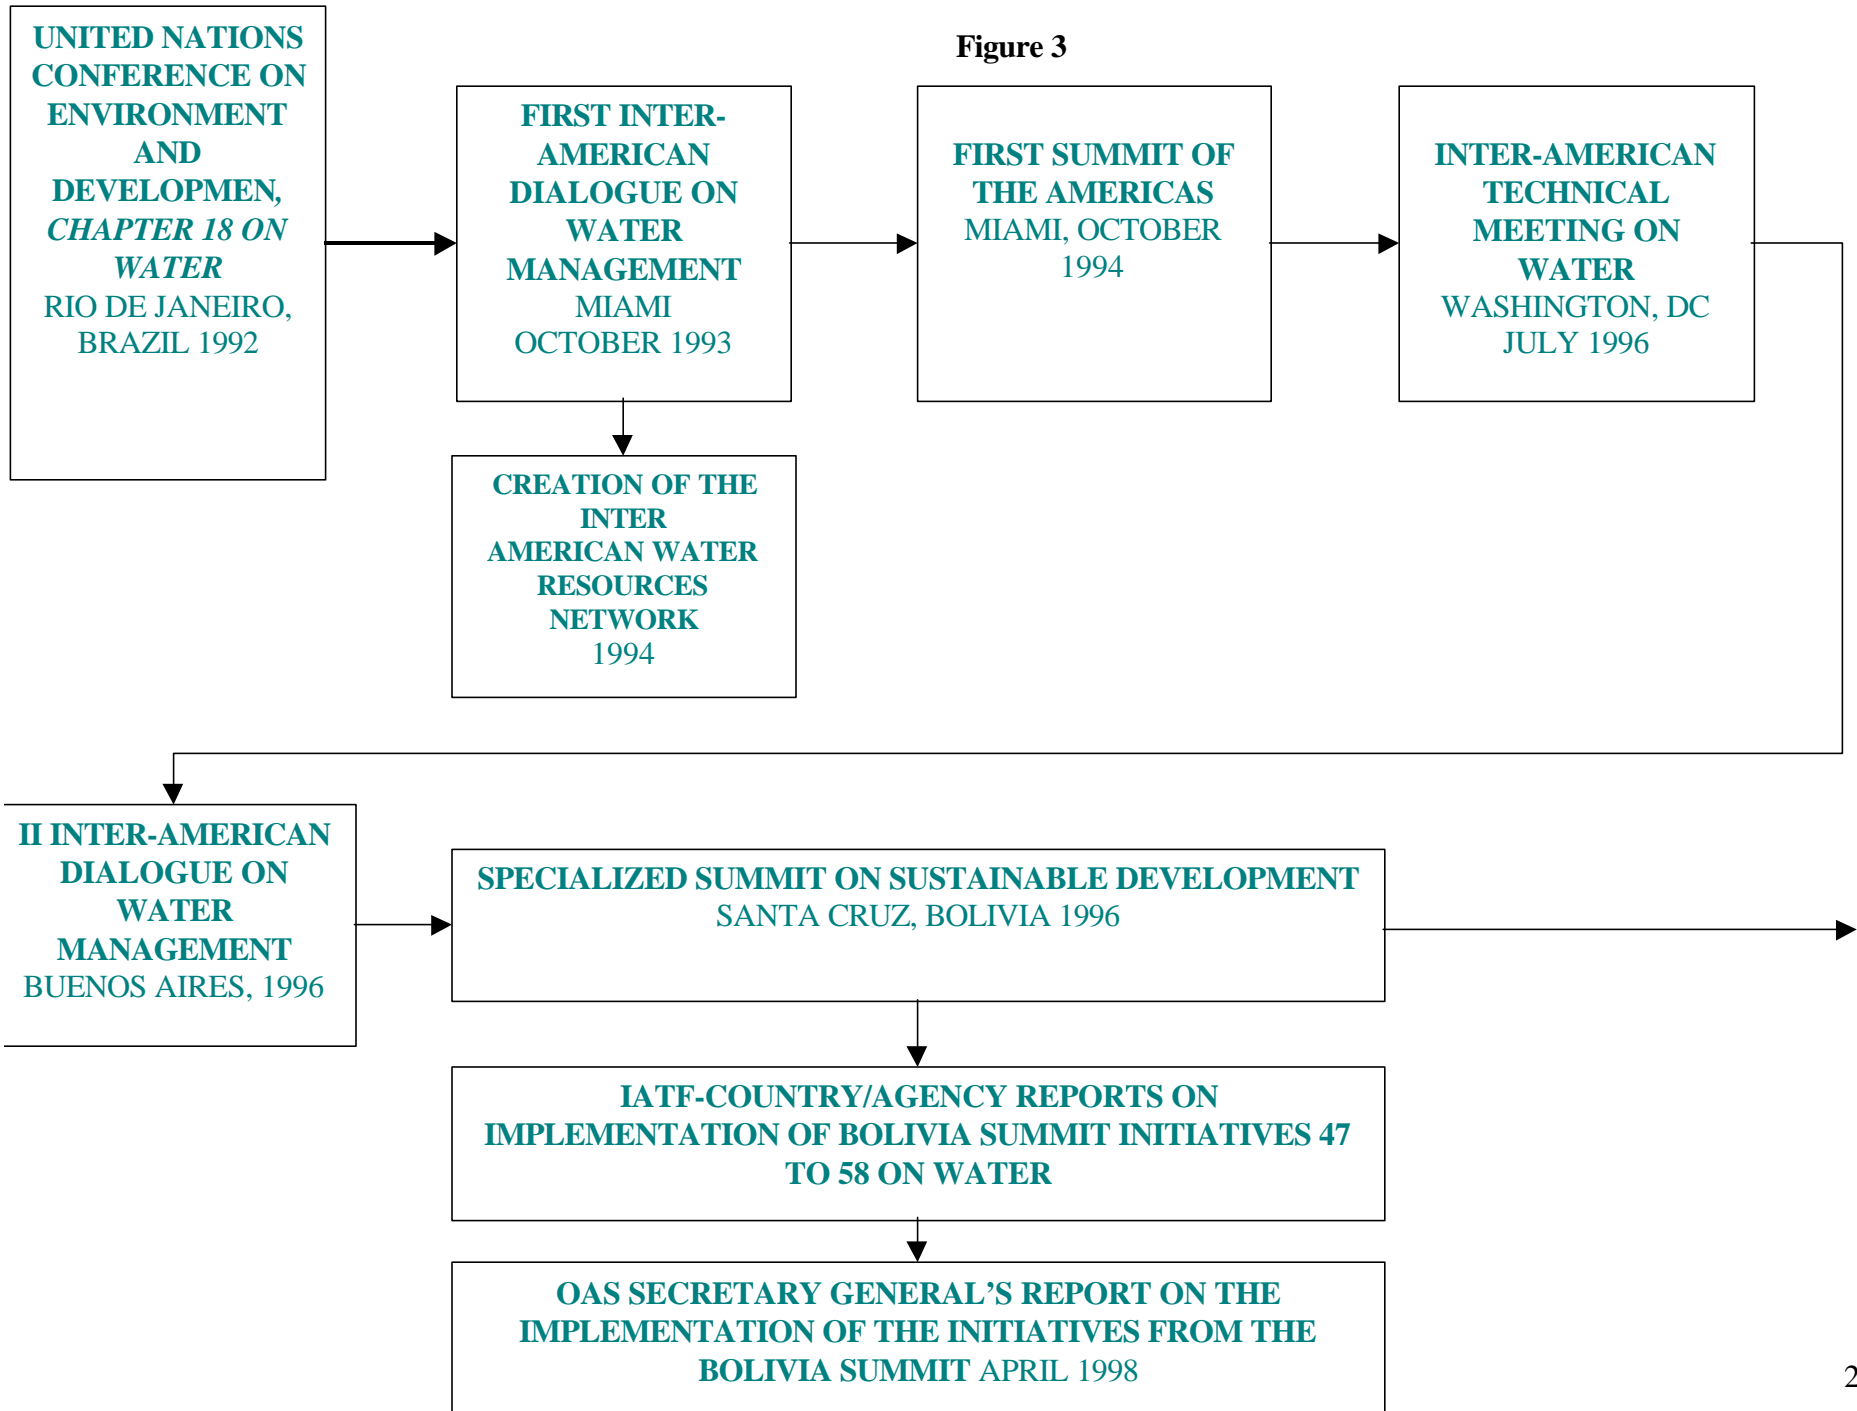 Figure 3
UNITED NATIONS
CONFERENCE ON
ENVIRONMENT
AND
DEVELOPMEN,
CHAPTER 18 ON
WATER
RIO DE JANEIRO,
BRAZIL 1992
FIRST INTER-
AMERICAN
DIALOGUE ON
WATER
MANAGEMENT
MIAMI
OCTOBER 1993
FIRST SUMMIT OF
THE AMERICAS
MIAMI, OCTOBER
1994
INTER-AMERICAN
TECHNICAL
MEETING ON
WATER
WASHINGTON, DC
JULY 1996
CREATION OF THE
INTER
AMERICAN WATER
RESOURCES
NETWORK
1994
II INTER-AMERICAN
DIALOGUE ON
WATER
MANAGEMENT
BUENOS AIRES, 1996
SPECIALIZED SUMMIT ON SUSTAINABLE DEVELOPMENT
SANTA CRUZ, BOLIVIA 1996
IATF-COUNTRY/AGENCY REPORTS ON
IMPLEMENTATION OF BOLIVIA SUMMIT INITIATIVES 47
TO 58 ON WATER
OAS SECRETARY GENERAL’S REPORT ON THE
IMPLEMENTATION OF THE INITIATIVES FROM THE
BOLIVIA SUMMIT APRIL 1998
2